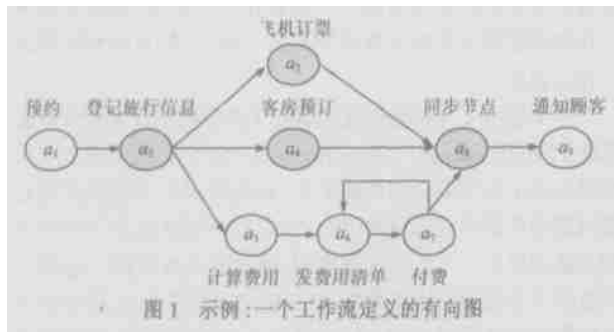 飞机订票
预约 登记旅行信息 客房预订 同步节点 通知顾客
a₁ a₂ a₄ a₈ a₉
a₆ a₇
计算费用 发费用清单 付费
图1 示例:一个工作流定义的有向图